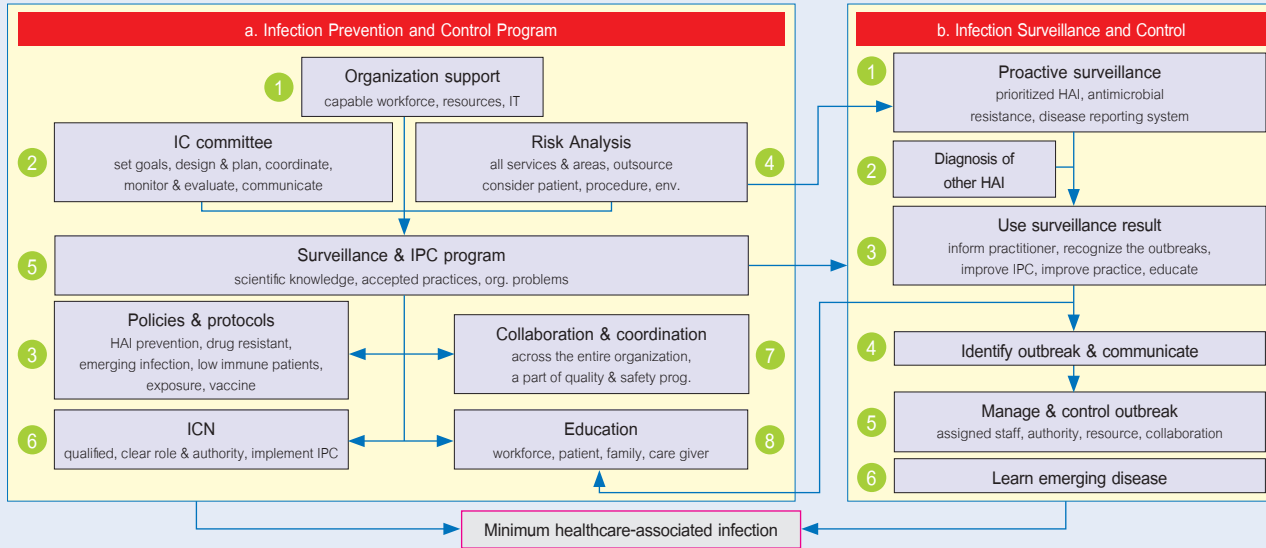 a. Infection Prevention and Control Program
1
Organization support
capable workforce, resources, IT
2
IC committee
set goals, design & plan, coordinate,
monitor & evaluate, communicate
Risk Analysis
all services & areas, outsource
consider patient, procedure, env.
4
5
Surveillance & IPC program
scientific knowledge, accepted practices, org. problems
3
Policies & protocols
HAI prevention, drug resistant,
emerging infection, low immune patients,
exposure, vaccine
Collaboration & coordination
across the entire organization,
a part of quality & safety prog.
7
6
ICN
qualified, clear role & authority, implement IPC
Education
workforce, patient, family, care giver
8
b. Infection Surveillance and Control
1
Proactive surveillance
prioritized HAI, antimicrobial
resistance, disease reporting system
2
Diagnosis of
other HAI
3
Use surveillance result
inform practitioner, recognize the outbreaks,
improve IPC, improve practice, educate
4
Identify outbreak & communicate
5
Manage & control outbreak
assigned staff, authority, resource, collaboration
6
Learn emerging disease
Minimum healthcare-associated infection